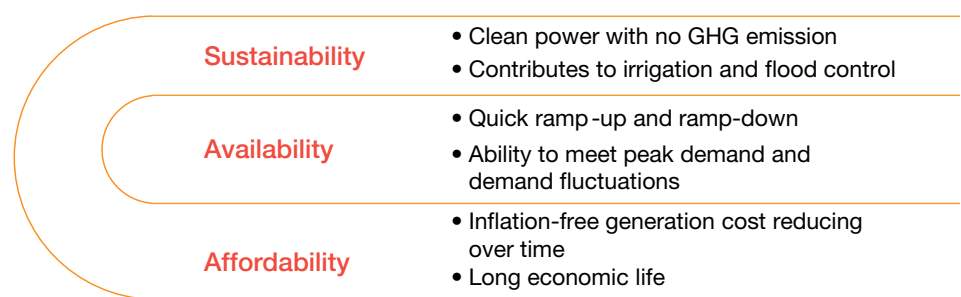 Sustainability
• Clean power with no GHG emission
• Contributes to irrigation and flood control
Availability
• Quick ramp-up and ramp-down
• Ability to meet peak demand and
demand fluctuations
Affordability
• Inflation-free generation cost reducing
over time
• Long economic life